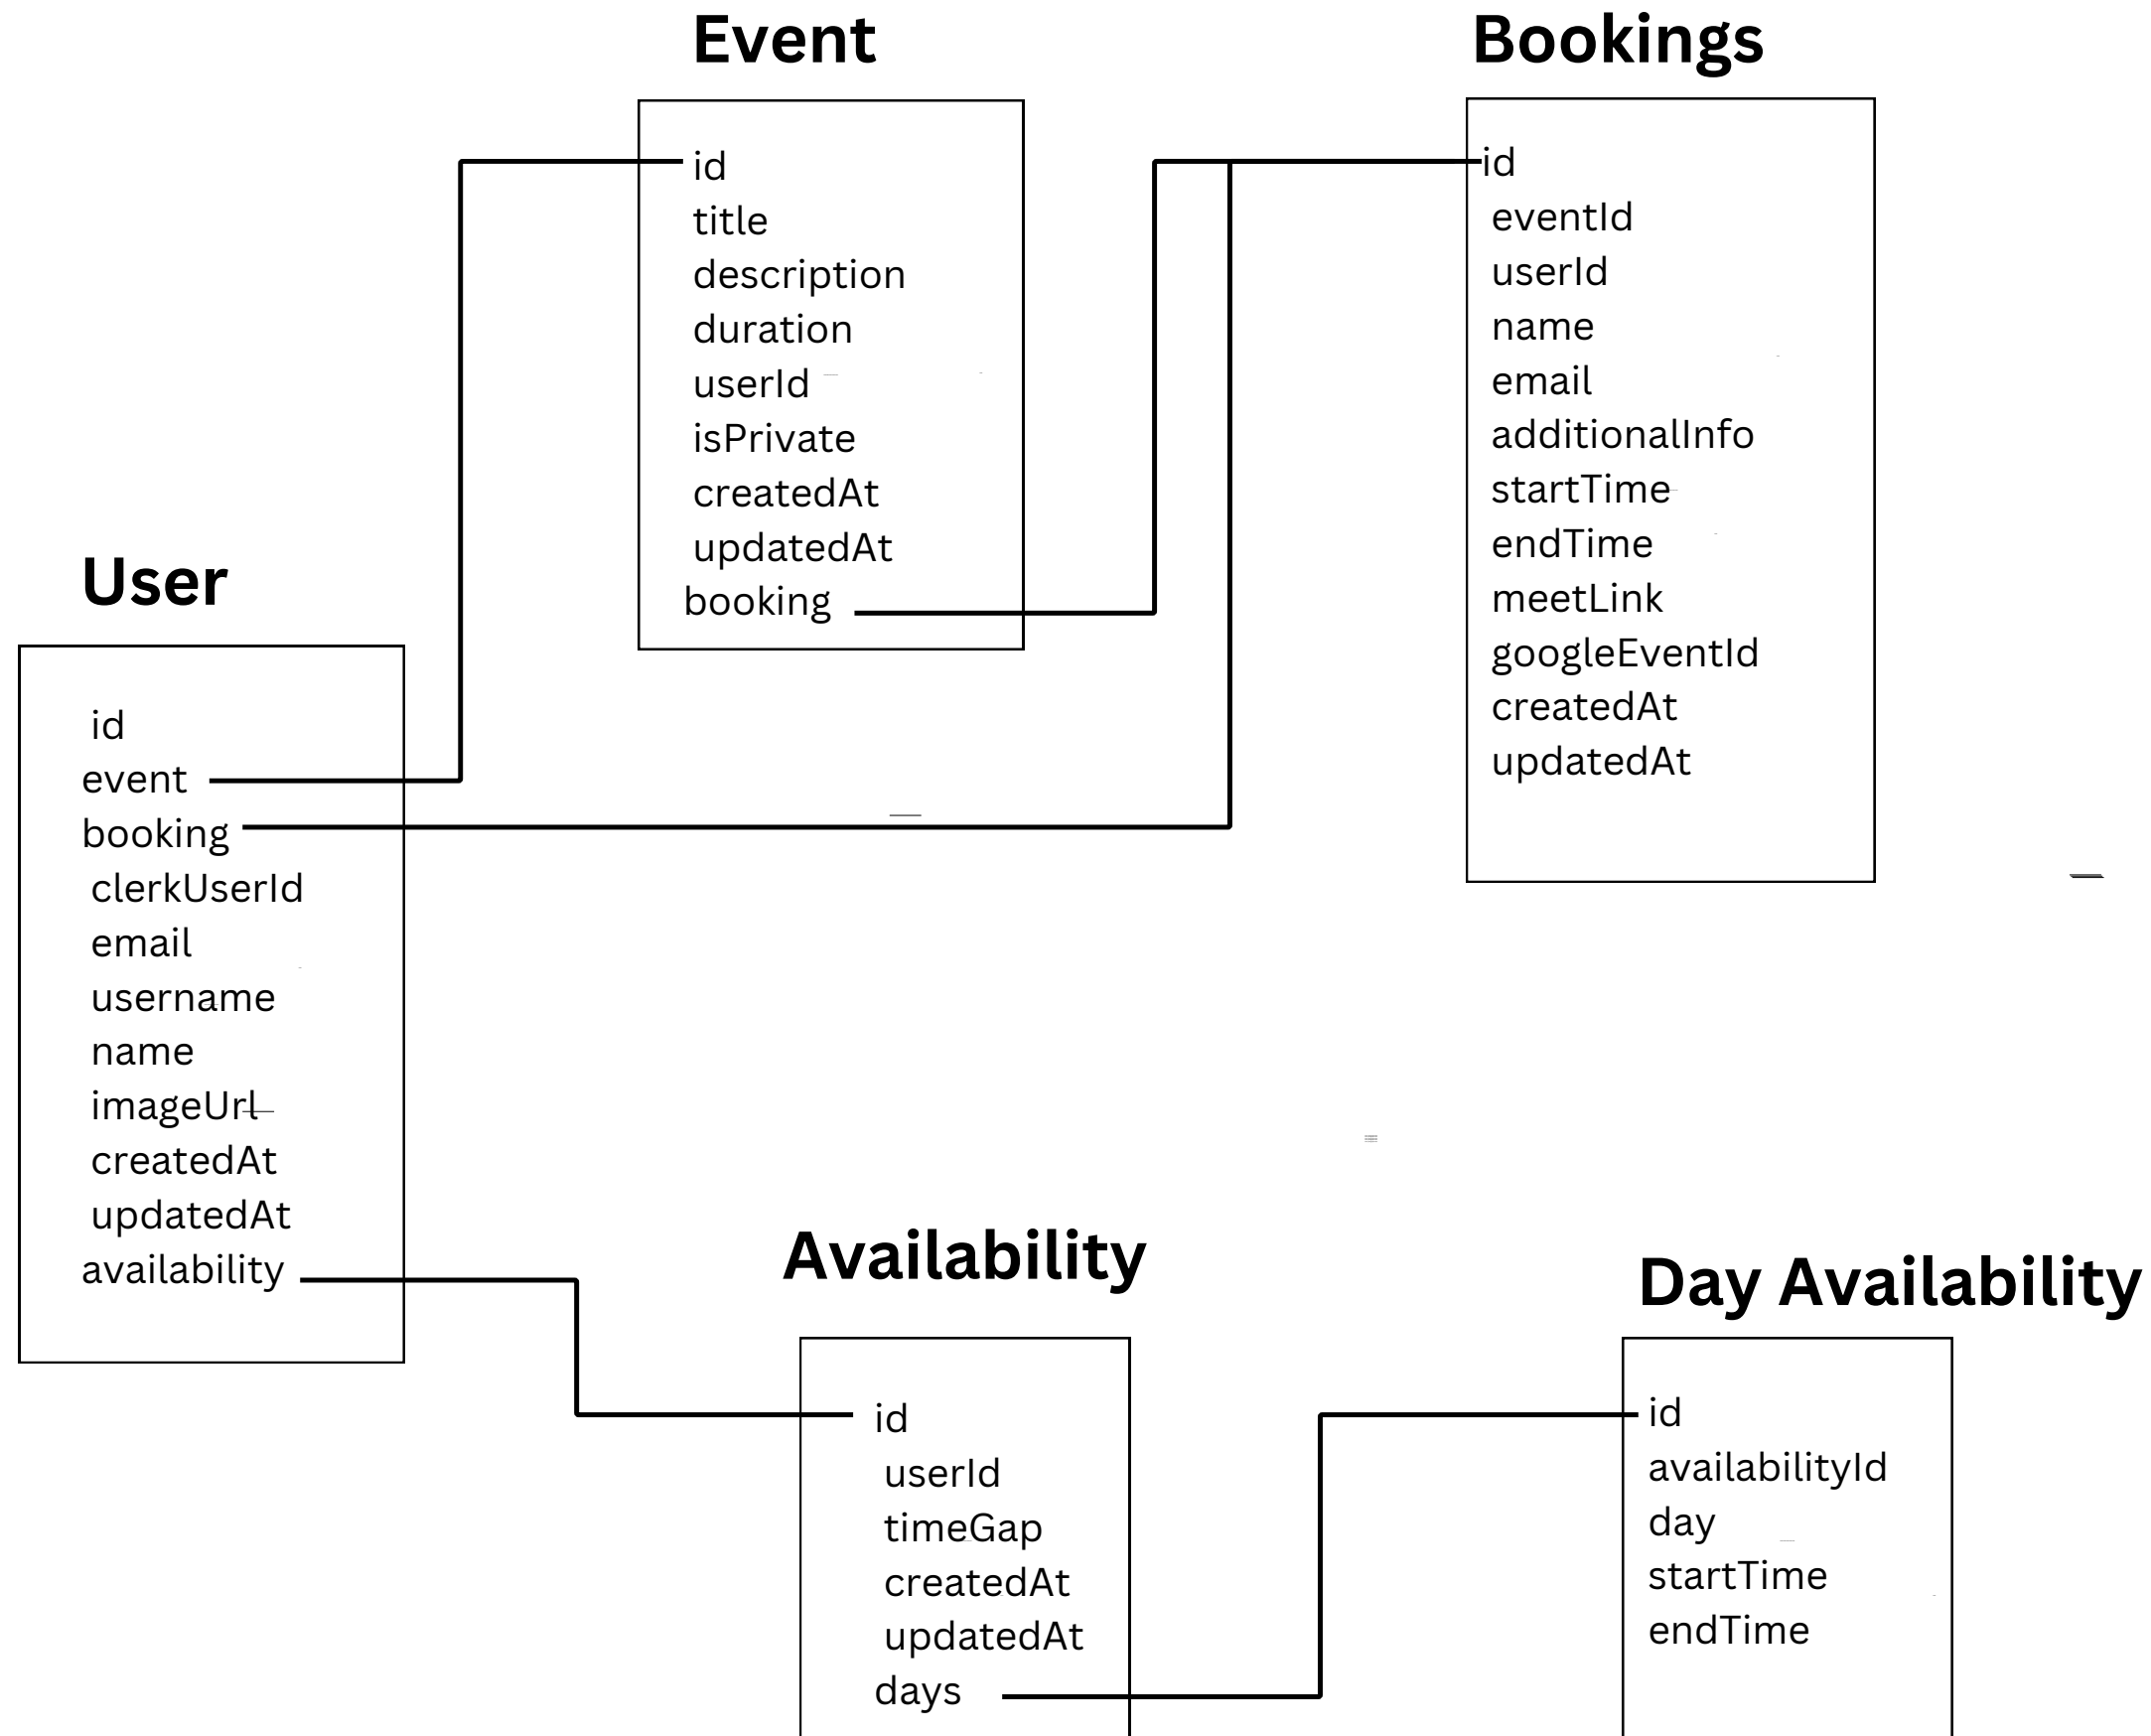 Event
id
title
description
duration
userId
isPrivate
createdAt
updatedAt
booking
Bookings
id
eventId
userId
name
email
additionalInfo
startTime
endTime
meetLink
googleEventId
createdAt
updatedAt
User
id
event
booking
clerkUserId
email
username
name
imageUrl
createdAt
updatedAt
availability
Availability
id
userId
timeGap
createdAt
updatedAt
days
Day Availability
id
availabilityId
day
startTime
endTime